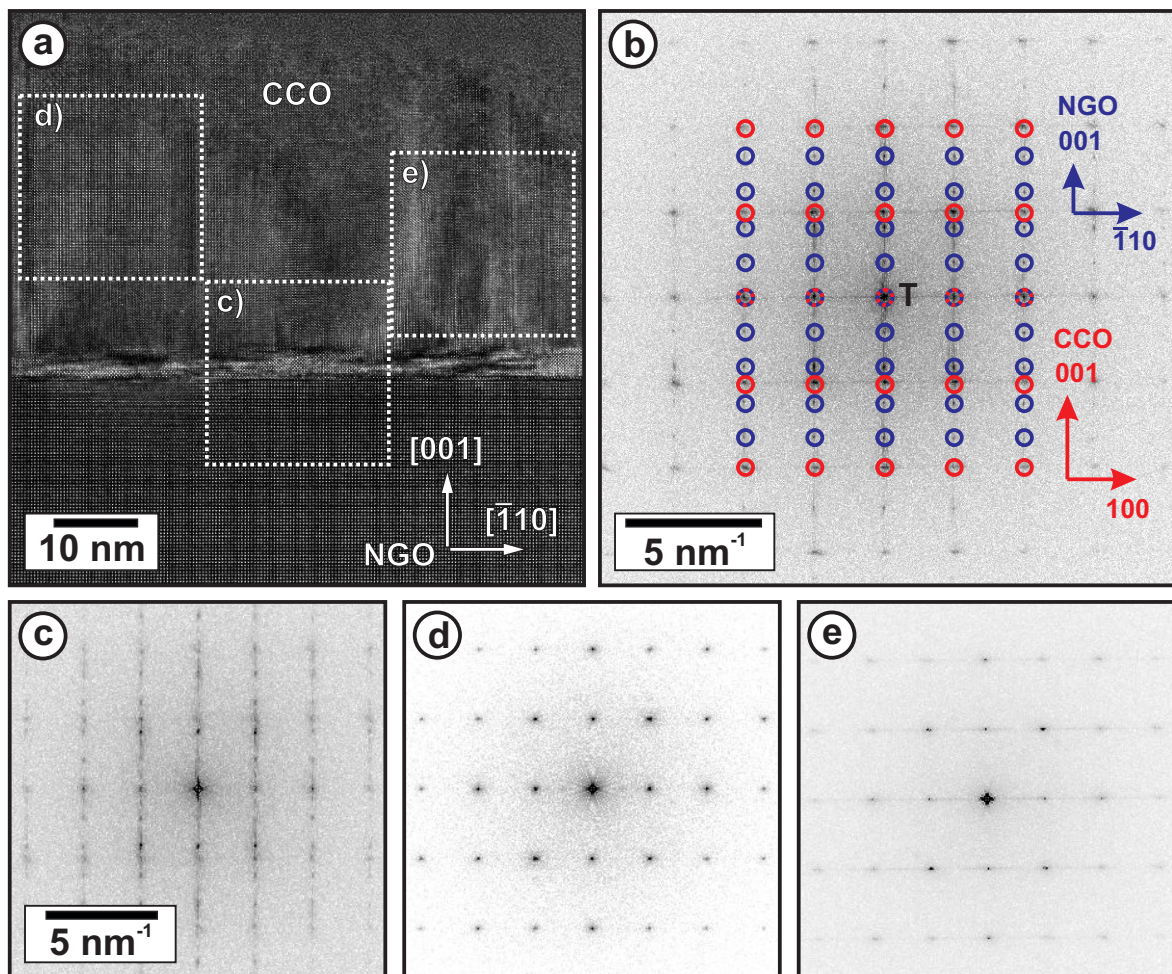 a
CCO
d)
e)
c)
[001]
[1̅10]
NGO
10 nm
b
NGO
001
1̅10
T
CCO
001
100
5 nm⁻¹
c
5 nm⁻¹
d
e